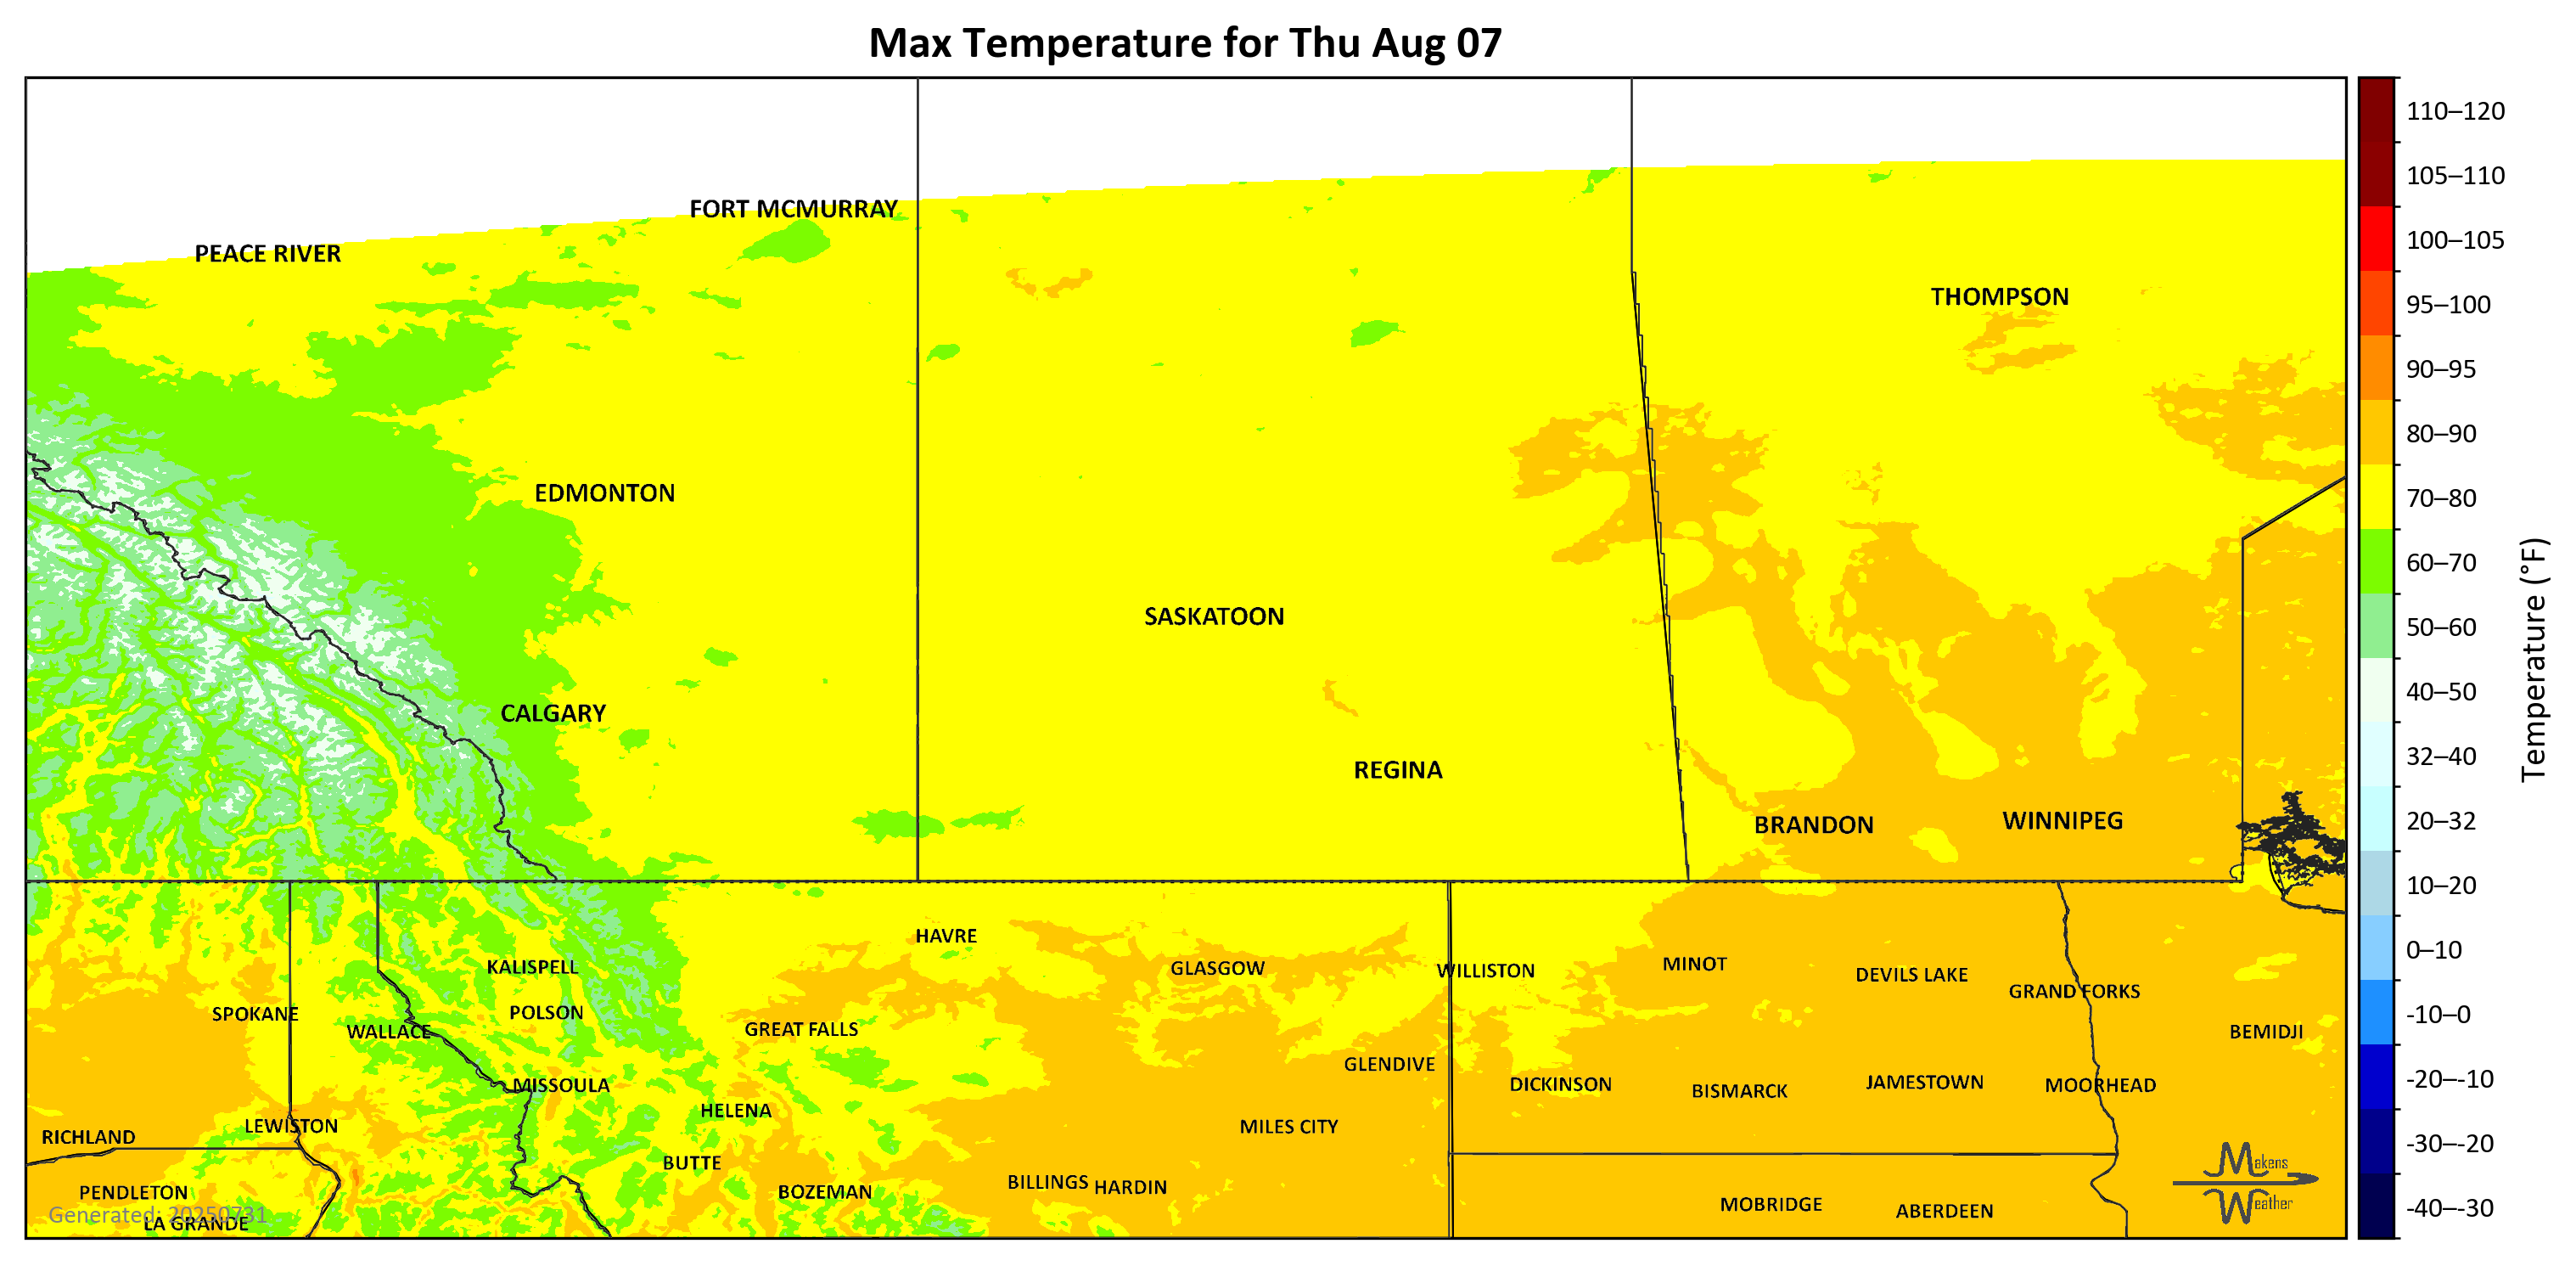 Max Temperature for Thu Aug 07
FORT MCMURRAY
PEACE RIVER
THOMPSON
EDMONTON
SASKATOON
CALGARY
REGINA
BRANDON
WINNIPEG
HAVRE
KALISPELL
GLASGOW
WILLISTON
MINOT
DEVILS LAKE
GRAND FORKS
SPOKANE
POLSON
WALLACE
GREAT FALLS
BEMIDJI
GLENDIVE
MISSOULA
DICKINSON
BISMARCK
JAMESTOWN
MOORHEAD
HELENA
LEWISTON
MILES CITY
RICHLAND
BUTTE
BILLINGS
HARDIN
PENDLETON
BOZEMAN
MOBRIDGE
ABERDEEN
LA GRANDE
Generated: 20250731
Makens
Weather
110–120
105–110
100–105
95–100
90–95
80–90
70–80
60–70
50–60
40–50
32–40
20–32
10–20
0–10
-10–0
-20–-10
-30–-20
-40–-30
Temperature (°F)